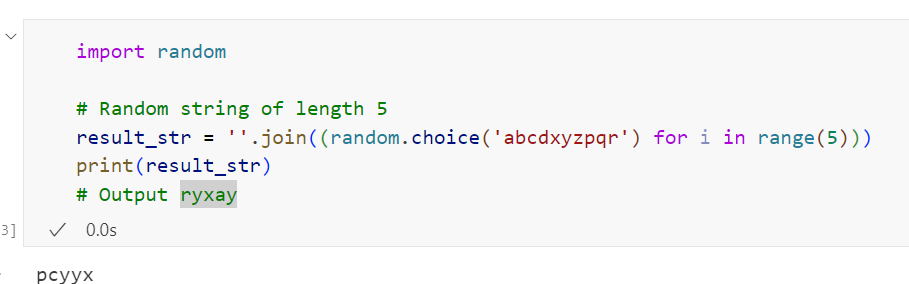 import random
# Random string of length 5
result_str = ''.join((random.choice('abcdxyzpqr') for i in range(5)))
print(result_str)
# Output ryxay
3] ✓ 0.0s
pcyyx